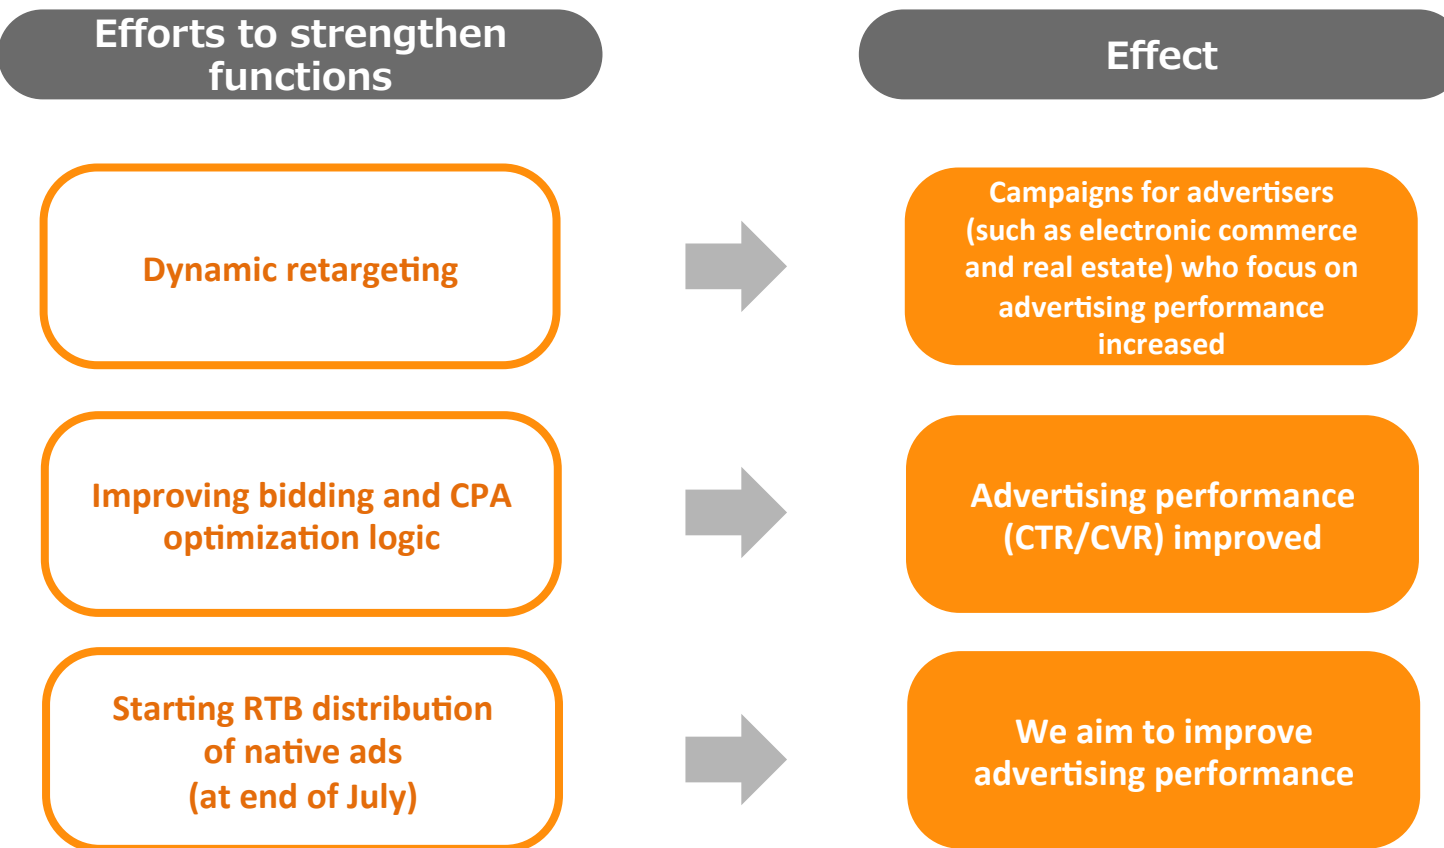 Efforts to strengthen
functions
Effect
Dynamic retargeting
Campaigns for advertisers
(such as electronic commerce
and real estate) who focus on
advertising performance
increased
Improving bidding and CPA
optimization logic
Advertising performance
(CTR/CVR) improved
Starting RTB distribution
of native ads
(at end of July)
We aim to improve
advertising performance